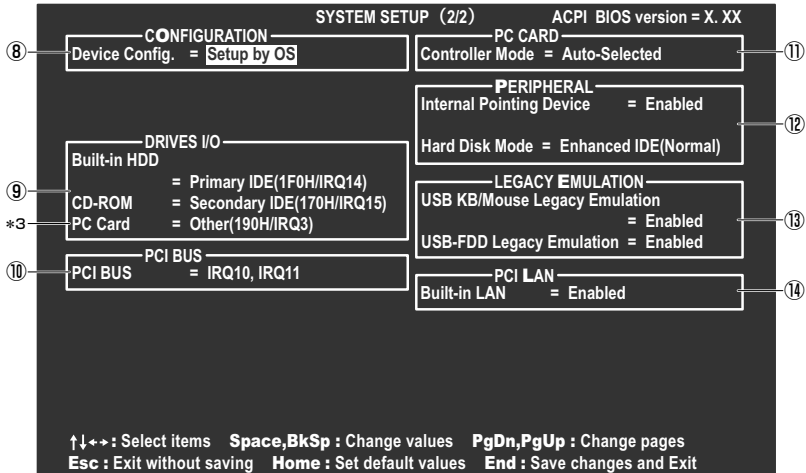 SYSTEM SETUP (2/2) ACPI BIOS version = X. XX
CONFIGURATION
⑧ Device Config. = Setup by OS
DRIVES I/O
Built-in HDD
= Primary IDE(1F0H/IRQ14)
⑨
CD-ROM = Secondary IDE(170H/IRQ15)
*3 PC Card = Other(190H/IRQ3)
PCI BUS
⑩ PCI BUS = IRQ10, IRQ11
PC CARD
Controller Mode = Auto-Selected ⑪
PERIPHERAL
Internal Pointing Device = Enabled
⑫
Hard Disk Mode = Enhanced IDE(Normal)
LEGACY EMULATION
USB KB/Mouse Legacy Emulation
= Enabled ⑬
USB-FDD Legacy Emulation = Enabled
PCI LAN
Built-in LAN = Enabled ⑭
↑↓←→: Select items Space,BkSp : Change values PgDn,PgUp : Change pages
Esc : Exit without saving Home : Set default values End : Save changes and Exit